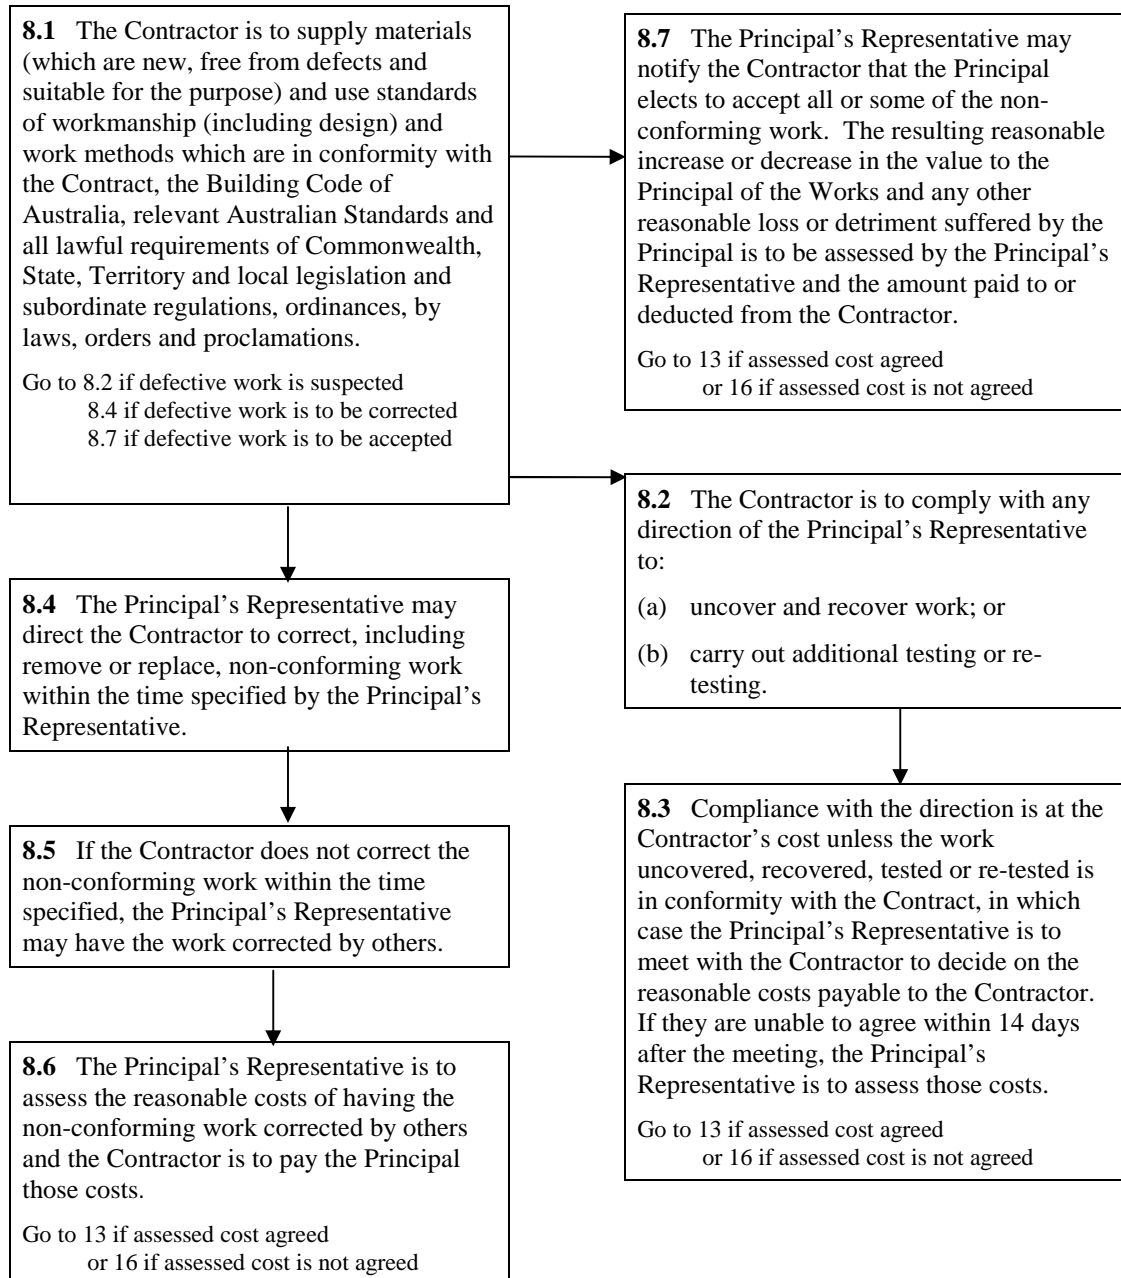 8.1 The Contractor is to supply materials
(which are new, free from defects and
suitable for the purpose) and use standards
of workmanship (including design) and
work methods which are in conformity with
the Contract, the Building Code of
Australia, relevant Australian Standards and
all lawful requirements of Commonwealth,
State, Territory and local legislation and
subordinate regulations, ordinances, by
laws, orders and proclamations.
Go to 8.2 if defective work is suspected
8.4 if defective work is to be corrected
8.7 if defective work is to be accepted
8.7 The Principal’s Representative may
notify the Contractor that the Principal
elects to accept all or some of the non-
conforming work. The resulting reasonable
increase or decrease in the value to the
Principal of the Works and any other
reasonable loss or detriment suffered by the
Principal is to be assessed by the Principal’s
Representative and the amount paid to or
deducted from the Contractor.
Go to 13 if assessed cost agreed
or 16 if assessed cost is not agreed
8.2 The Contractor is to comply with any
direction of the Principal’s Representative
to:
(a) uncover and recover work; or
(b) carry out additional testing or re-
testing.
8.3 Compliance with the direction is at the
Contractor’s cost unless the work
uncovered, recovered, tested or re-tested is
in conformity with the Contract, in which
case the Principal’s Representative is to
meet with the Contractor to decide on the
reasonable costs payable to the Contractor.
If they are unable to agree within 14 days
after the meeting, the Principal’s
Representative is to assess those costs.
Go to 13 if assessed cost agreed
or 16 if assessed cost is not agreed
8.4 The Principal’s Representative may
direct the Contractor to correct, including
remove or replace, non-conforming work
within the time specified by the Principal’s
Representative.
8.5 If the Contractor does not correct the
non-conforming work within the time
specified, the Principal’s Representative
may have the work corrected by others.
8.6 The Principal’s Representative is to
assess the reasonable costs of having the
non-conforming work corrected by others
and the Contractor is to pay the Principal
those costs.
Go to 13 if assessed cost agreed
or 16 if assessed cost is not agreed